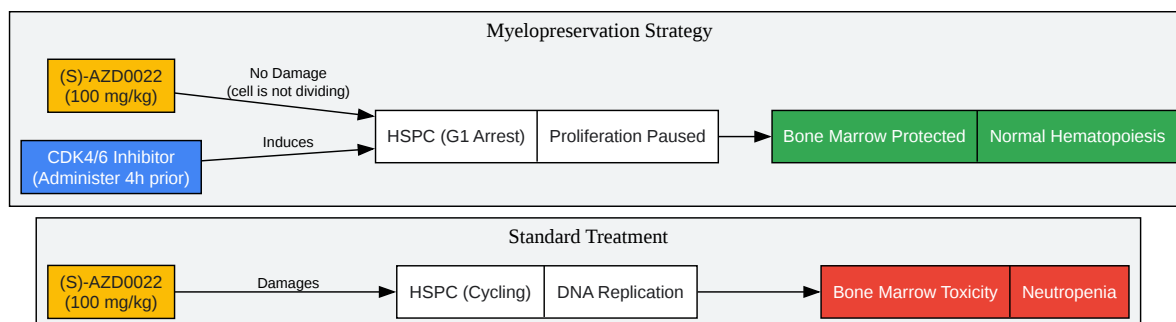 Myelopreservation Strategy
(S)-AZD0022
(100 mg/kg)
No Damage
(cell is not dividing)
CDK4/6 Inhibitor
(Administer 4h prior)
Induces
HSPC (G1 Arrest)
Proliferation Paused
Bone Marrow Protected
Normal Hematopoiesis
Standard Treatment
(S)-AZD0022
(100 mg/kg)
Damages
HSPC (Cycling)
DNA Replication
Bone Marrow Toxicity
Neutropenia